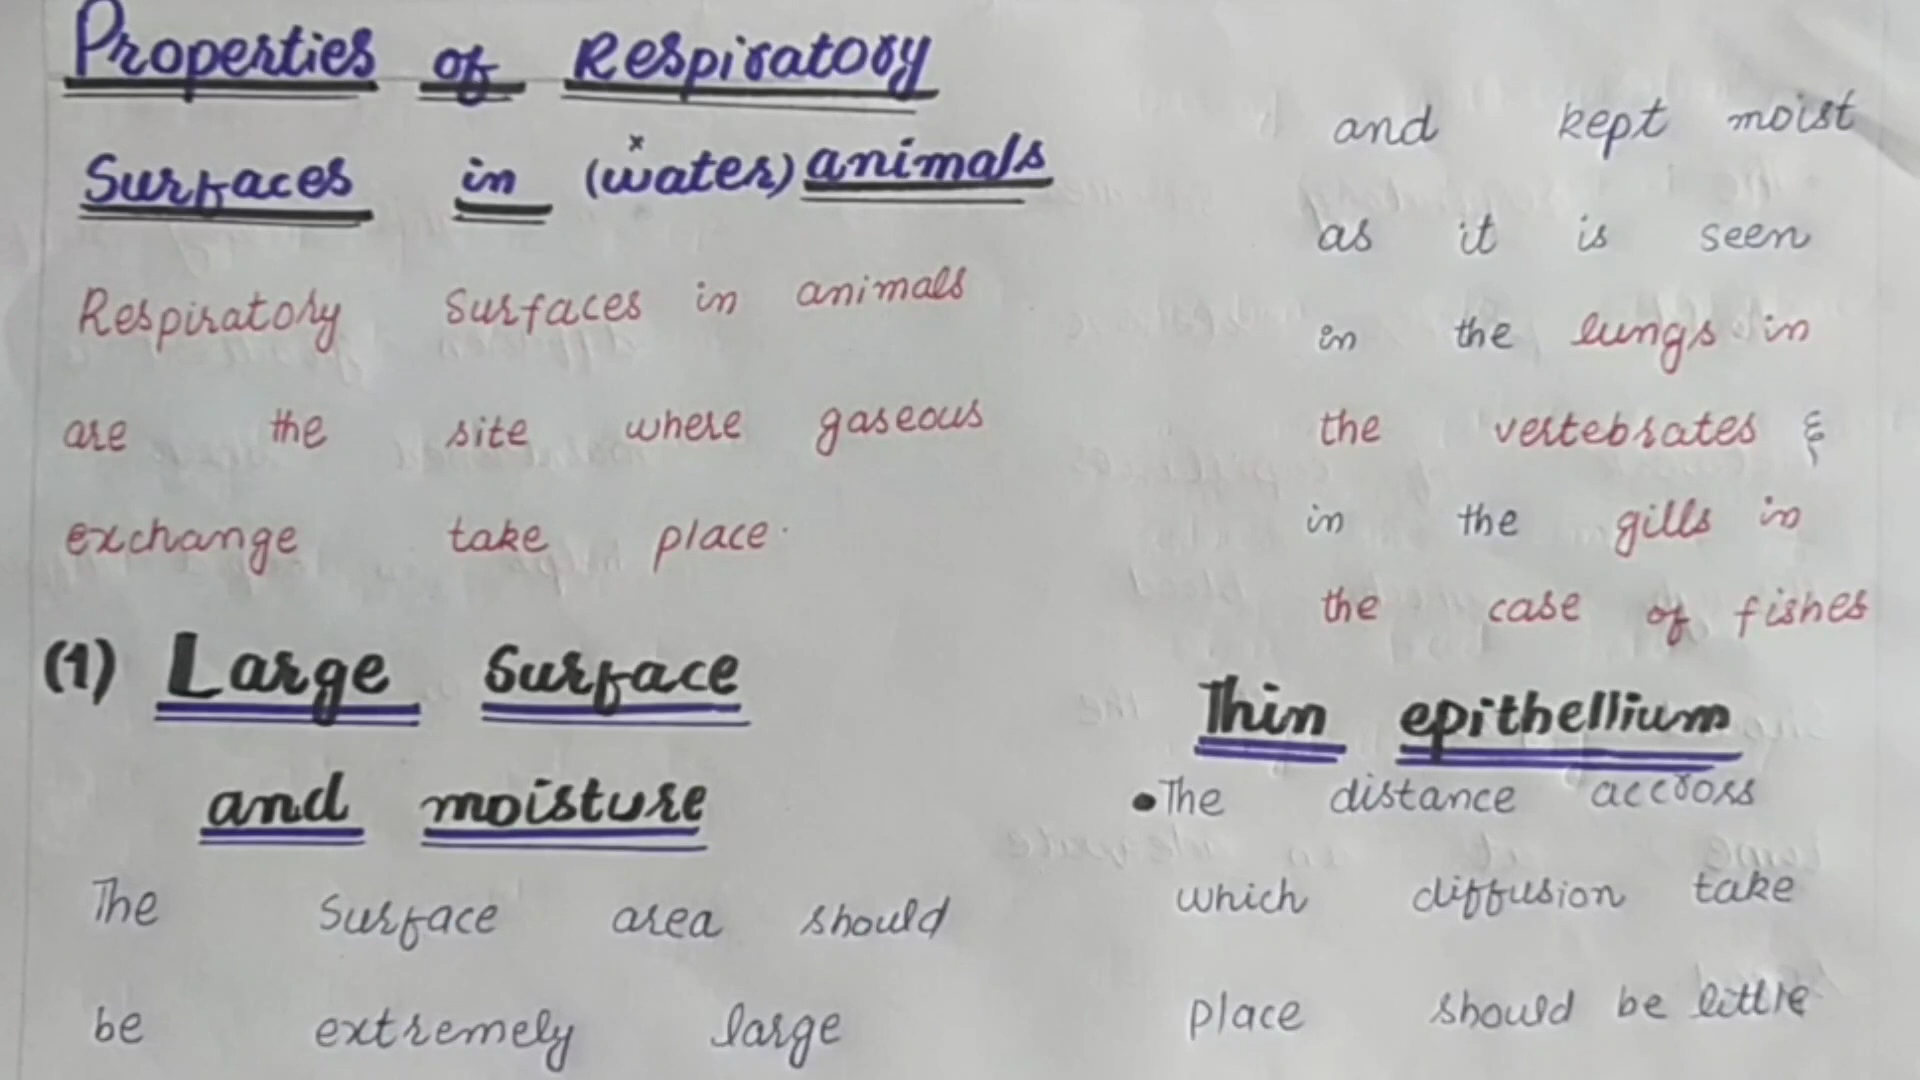 Properties of Respiratory
Surfaces in (water) animals
Respiratory Surfaces in animals
are the site where gaseous
exchange take place.
(1) Large Surface
and moisture
The Surface area should
be extremely large
and kept moist
as it is seen
in the lungs in
the vertebrates &
in the gills in
the case of fishes
Thin epithellium
•The distance accross
which diffusion take
place should be little